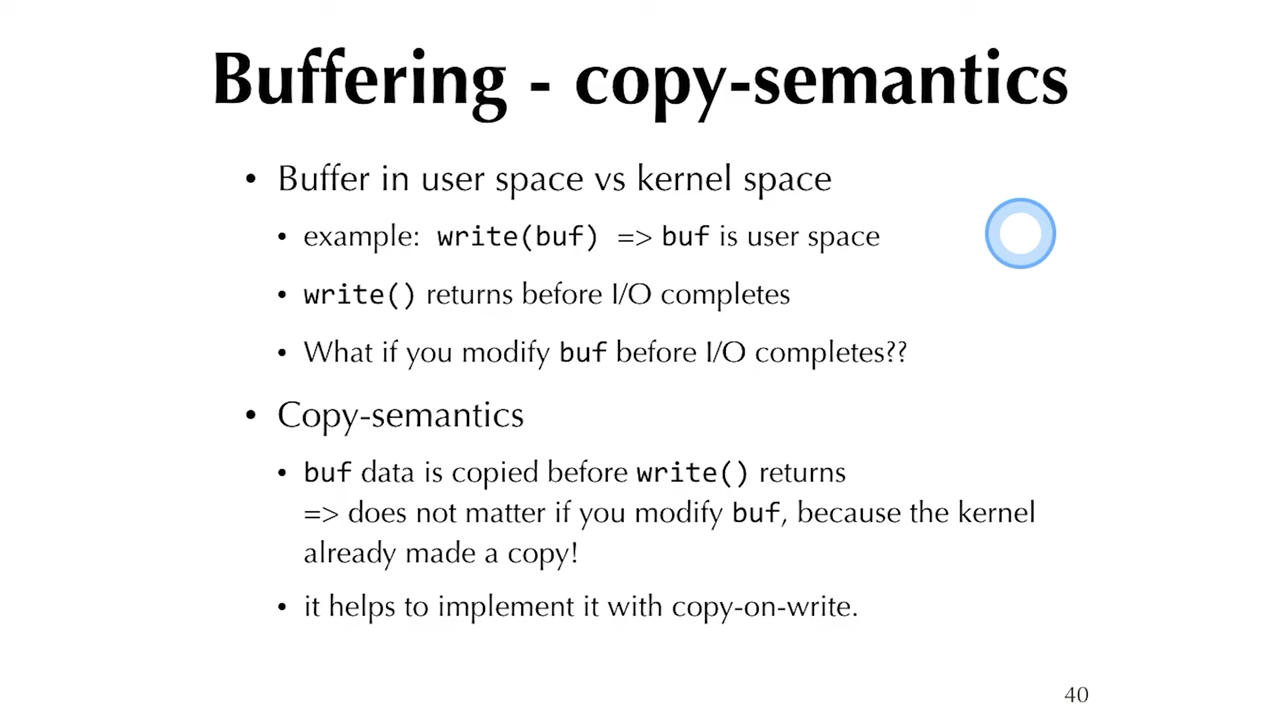 Buffering - copy-semantics
• Buffer in user space vs kernel space
• example: write(buf) => buf is user space
• write() returns before I/O completes
• What if you modify buf before I/O completes??
• Copy-semantics
• buf data is copied before write() returns
=> does not matter if you modify buf, because the kernel
already made a copy!
• it helps to implement it with copy-on-write.
40